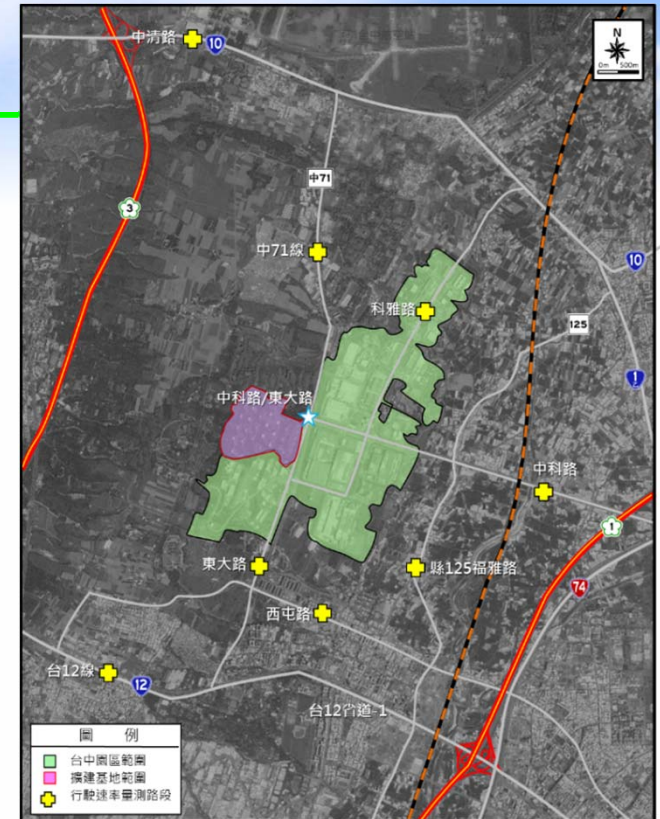 中清路
10
N
0m 500m
中71
3
中71線
10
科雅路
125
1
中科路/東大路
中科路
1
東大路
縣125福雅路
74
西屯路
台12線
12
台12省道-1
圖 例
台中園區範圍
擴建基地範圍
行駛速率量測路段